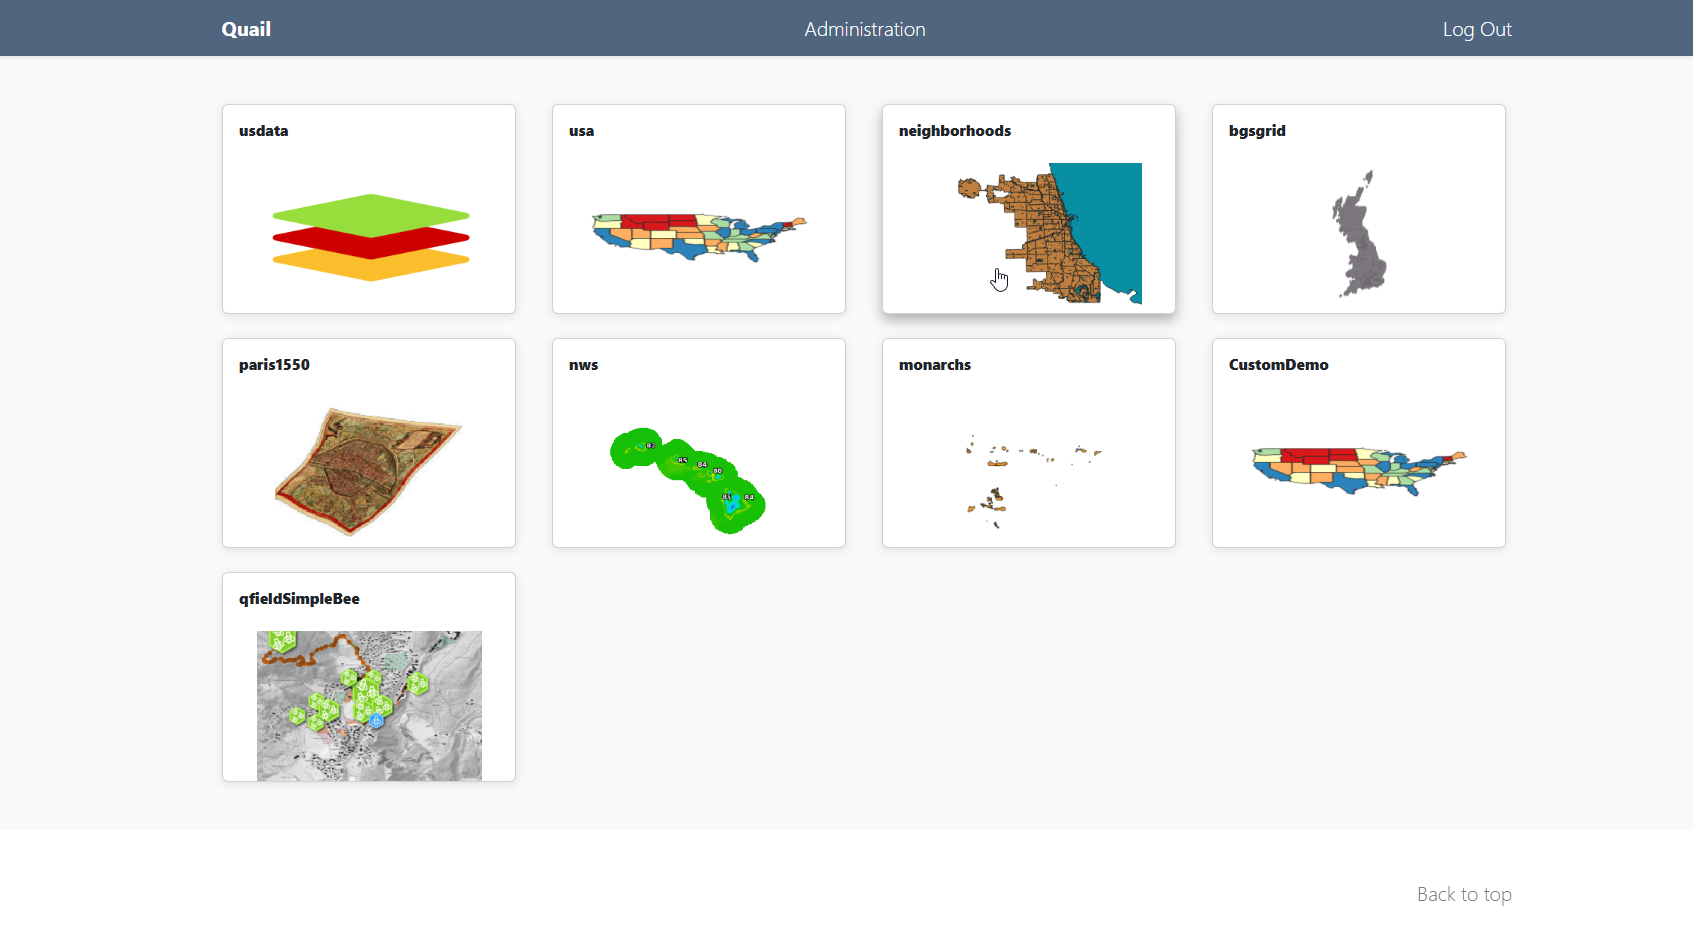 Quail
Administration
Log Out
usdata
usa
neighborhoods
bgsgrid
paris1550
nws
monarchs
CustomDemo
qfieldSimpleBee
Back to top